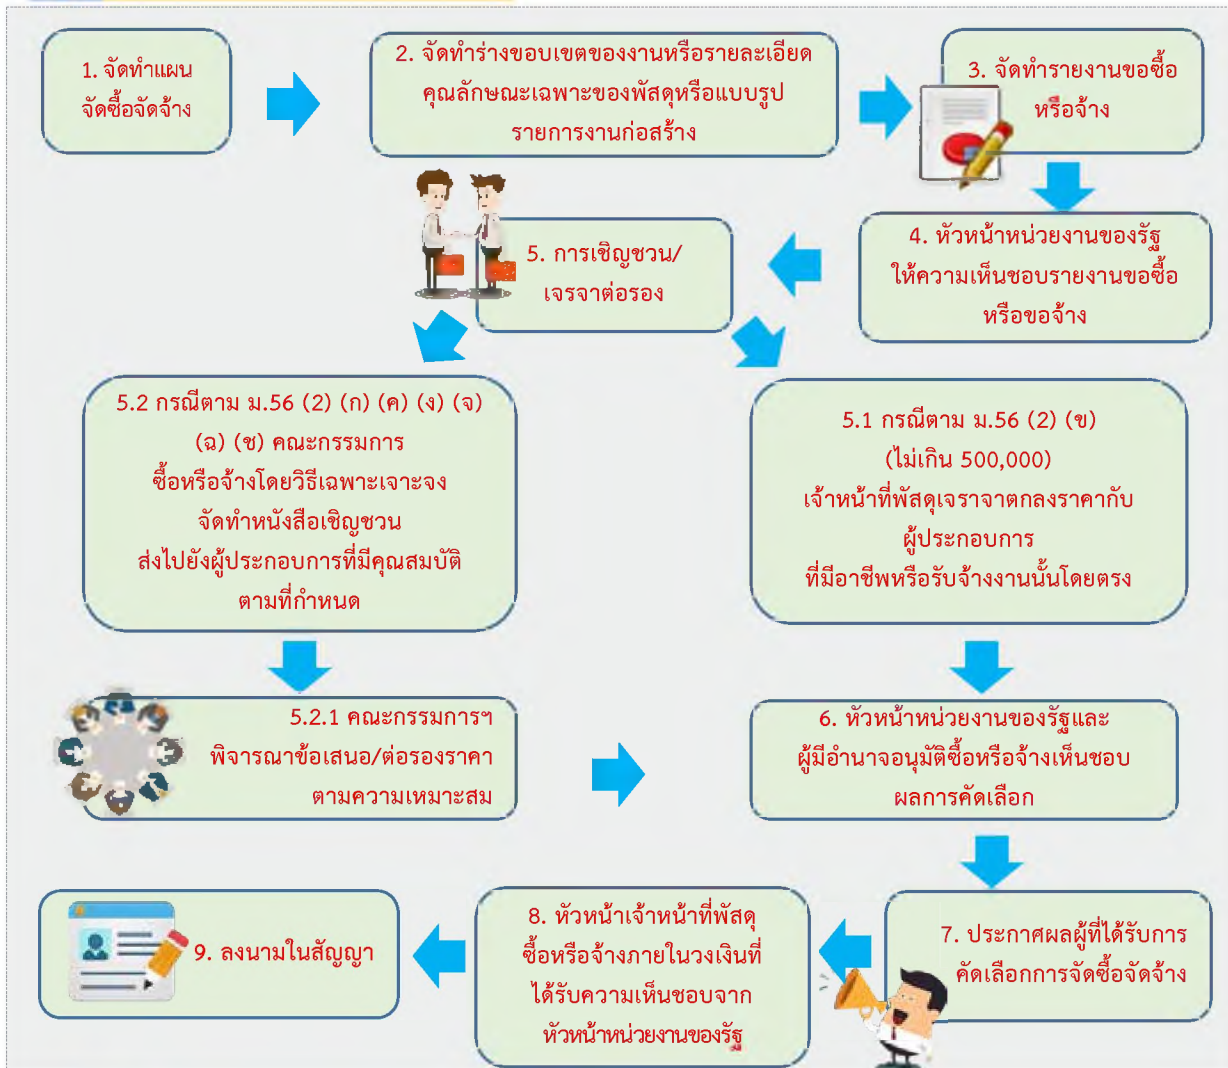 1. จัดทำแผน
จัดซื้อจัดจ้าง
2. จัดทำร่างขอบเขตของงานหรือรายละเอียด
คุณลักษณะเฉพาะของพัสดุหรือแบบรูป
รายการงานก่อสร้าง
3. จัดทำรายงานขอซื้อ
หรือจ้าง
4. หัวหน้าหน่วยงานของรัฐ
ให้ความเห็นชอบรายงานขอซื้อ
หรือขอจ้าง
5. การเชิญชวน/
เจรจาต่อรอง
5.2 กรณีตาม ม.56 (2) (ก) (ค) (ง) (จ)
(ฉ) (ช) คณะกรรมการ
ซื้อหรือจ้างโดยวิธีเฉพาะเจาะจง
จัดทำหนังสือเชิญชวน
ส่งไปยังผู้ประกอบการที่มีคุณสมบัติ
ตามที่กำหนด
5.1 กรณีตาม ม.56 (2) (ข)
(ไม่เกิน 500,000)
เจ้าหน้าที่พัสดุเจราจาตกลงราคากับ
ผู้ประกอบการ
ที่มีอาชีพหรือรับจ้างงานนั้นโดยตรง
5.2.1 คณะกรรมการฯ
พิจารณาข้อเสนอ/ต่อรองราคา
ตามความเหมาะสม
6. หัวหน้าหน่วยงานของรัฐและ
ผู้มีอำนาจอนุมัติซื้อหรือจ้างเห็นชอบ
ผลการคัดเลือก
7. ประกาศผลผู้ที่ได้รับการ
คัดเลือกการจัดซื้อจัดจ้าง
8. หัวหน้าเจ้าหน้าที่พัสดุ
ซื้อหรือจ้างภายในวงเงินที่
ได้รับความเห็นชอบจาก
หัวหน้าหน่วยงานของรัฐ
9. ลงนามในสัญญา